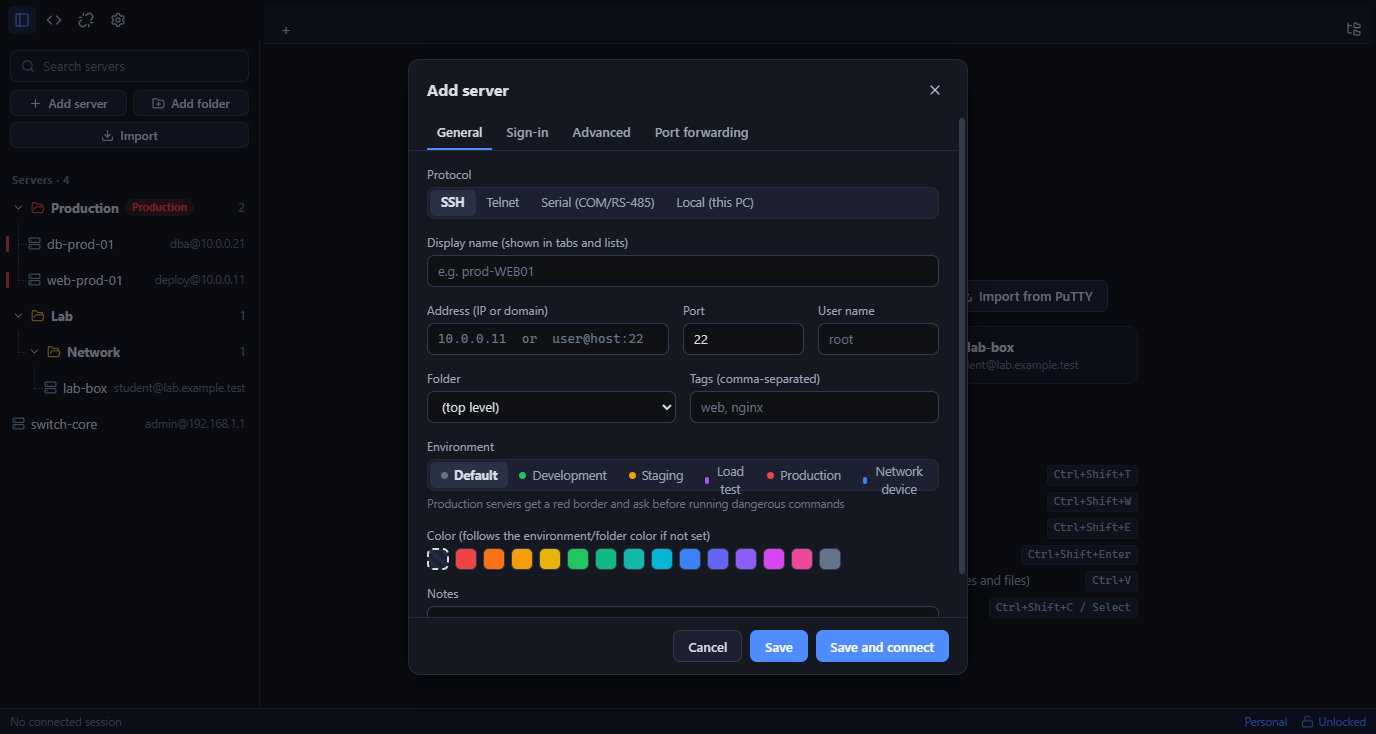 Search servers
Add server
Add folder
Import
Servers · 4
Production Production 2
db-prod-01 dba@10.0.0.21
web-prod-01 deploy@10.0.0.11
Lab 1
Network 1
lab-box student@lab.example.test
switch-core admin@192.168.1.1
Add server
General Sign-in Advanced Port forwarding
Protocol
SSH Telnet Serial (COM/RS-485) Local (this PC)
Display name (shown in tabs and lists)
e.g. prod-WEB01
Address (IP or domain) Port User name
10.0.0.11 or user@host:22 22 root
Folder Tags (comma-separated)
(top level) web, nginx
Environment
Default Development Staging Load test Production Network device
Production servers get a red border and ask before running dangerous commands
Color (follows the environment/folder color if not set)
Notes
Cancel Save Save and connect
Import from PuTTY
lab-box
ent@lab.example.test
Ctrl+Shift+T
Ctrl+Shift+W
Ctrl+Shift+E
Ctrl+Shift+Enter
es and files) Ctrl+V
Ctrl+Shift+C / Select
No connected session
Personal Unlocked